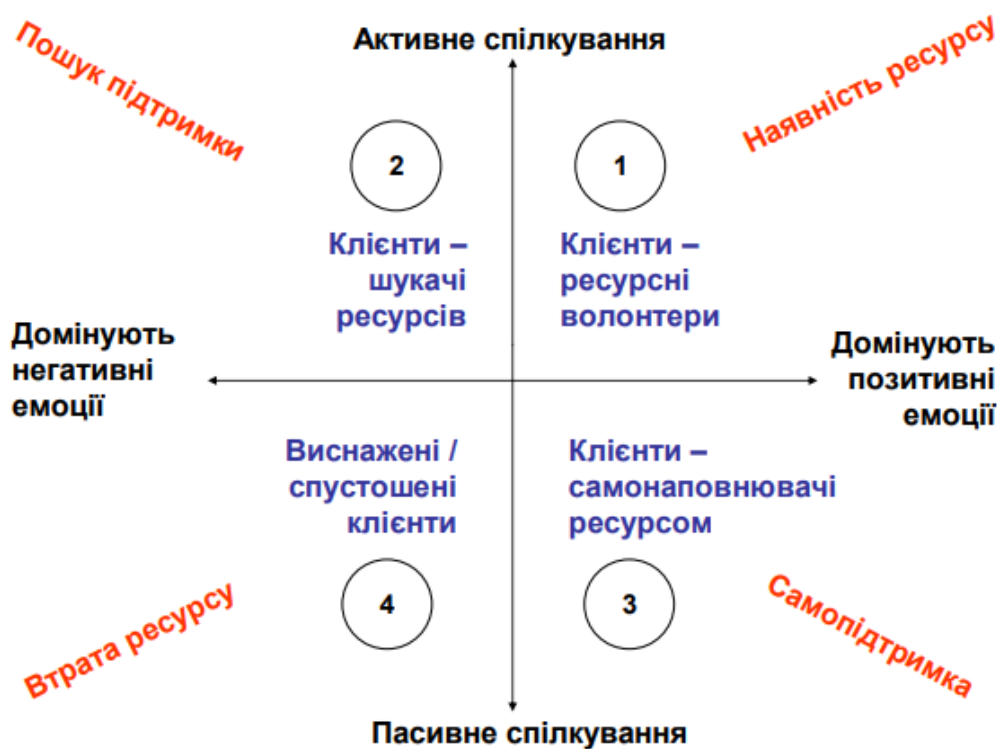 Пошук підтримки
Активне спілкування
Наявність ресурсу
2
1
Клієнти –
шукачі
ресурсів
Клієнти –
ресурсні
волонтери
Домінують
негативні
емоції
Домінують
позитивні
емоції
Виснажені /
спустошені
клієнти
Клієнти –
самонаповнювачі
ресурсом
4
3
Втрата ресурсу
Самопідтримка
Пасивне спілкування